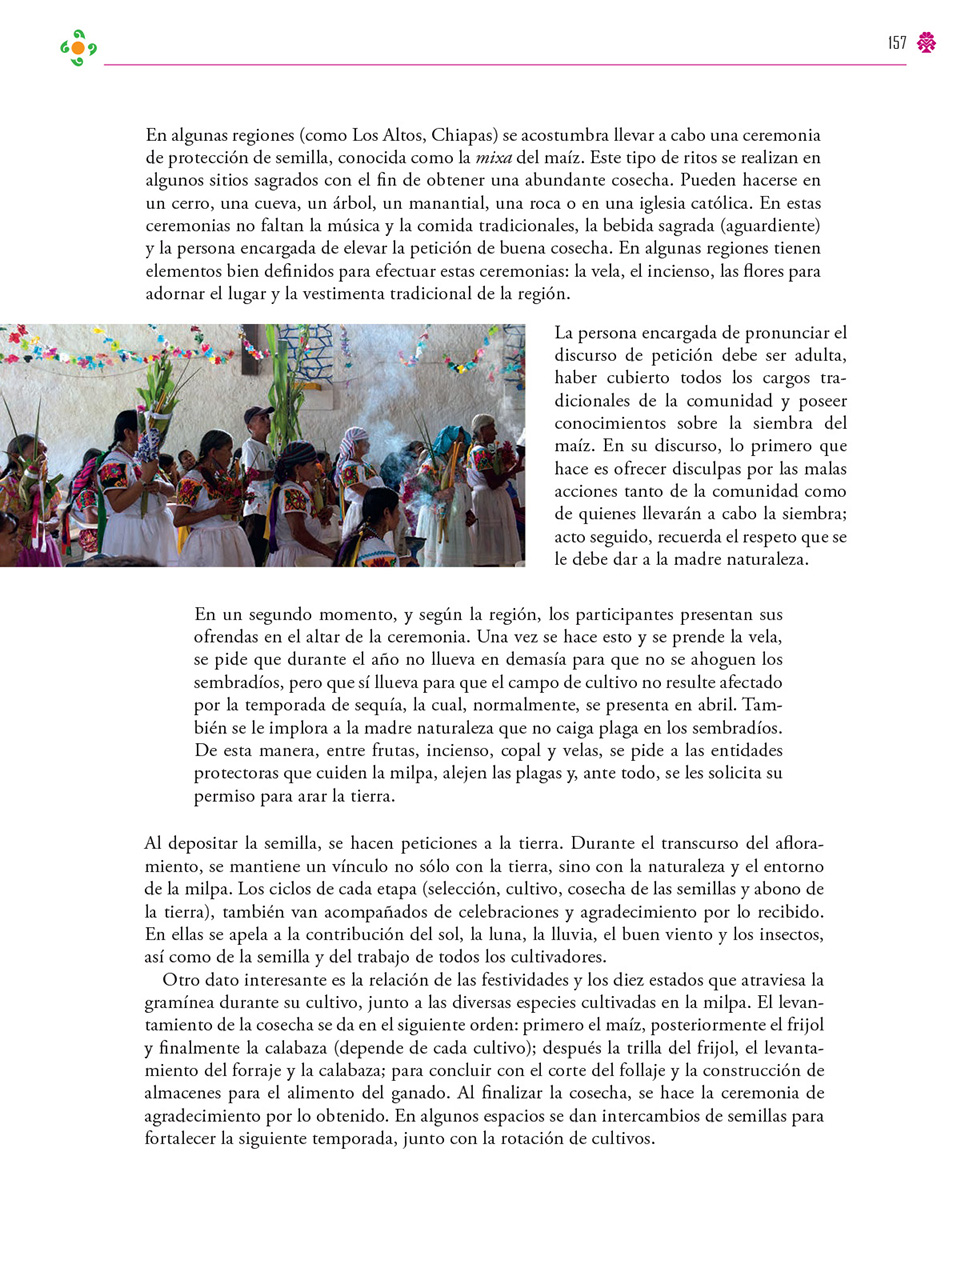 157
En algunas regiones (como Los Altos, Chiapas) se acostumbra llevar a cabo una ceremonia
de protección de semilla, conocida como la mixa del maíz. Este tipo de ritos se realizan en
algunos sitios sagrados con el fin de obtener una abundante cosecha. Pueden hacerse en
un cerro, una cueva, un árbol, un manantial, una roca o en una iglesia católica. En estas
ceremonias no faltan la música y la comida tradicionales, la bebida sagrada (aguardiente)
y la persona encargada de elevar la petición de buena cosecha. En algunas regiones tienen
elementos bien definidos para efectuar estas ceremonias: la vela, el incienso, las flores para
adornar el lugar y la vestimenta tradicional de la región.
La persona encargada de pronunciar el
discurso de petición debe ser adulta,
haber cubierto todos los cargos tra-
dicionales de la comunidad y poseer
conocimientos sobre la siembra del
maíz. En su discurso, lo primero que
hace es ofrecer disculpas por las malas
acciones tanto de la comunidad como
de quienes llevarán a cabo la siembra;
acto seguido, recuerda el respeto que se
le debe dar a la madre naturaleza.
En un segundo momento, y según la región, los participantes presentan sus
ofrendas en el altar de la ceremonia. Una vez se hace esto y se prende la vela,
se pide que durante el año no llueva en demasía para que no se ahoguen los
sembradíos, pero que sí llueva para que el campo de cultivo no resulte afectado
por la temporada de sequía, la cual, normalmente, se presenta en abril. Tam-
bién se le implora a la madre naturaleza que no caiga plaga en los sembradíos.
De esta manera, entre frutas, incienso, copal y velas, se pide a las entidades
protectoras que cuiden la milpa, alejen las plagas y, ante todo, se les solicita su
permiso para arar la tierra.
Al depositar la semilla, se hacen peticiones a la tierra. Durante el transcurso del aflora-
miento, se mantiene un vínculo no sólo con la tierra, sino con la naturaleza y el entorno
de la milpa. Los ciclos de cada etapa (selección, cultivo, cosecha de las semillas y abono de
la tierra), también van acompañados de celebraciones y agradecimiento por lo recibido.
En ellas se apela a la contribución del sol, la luna, la lluvia, el buen viento y los insectos,
así como de la semilla y del trabajo de todos los cultivadores.
Otro dato interesante es la relación de las festividades y los diez estados que atraviesa la
gramínea durante su cultivo, junto a las diversas especies cultivadas en la milpa. El levan-
tamiento de la cosecha se da en el siguiente orden: primero el maíz, posteriormente el frijol
y finalmente la calabaza (depende de cada cultivo); después la trilla del frijol, el levanta-
miento del forraje y la calabaza; para concluir con el corte del follaje y la construcción de
almacenes para el alimento del ganado. Al finalizar la cosecha, se hace la ceremonia de
agradecimiento por lo obtenido. En algunos espacios se dan intercambios de semillas para
fortalecer la siguiente temporada, junto con la rotación de cultivos.